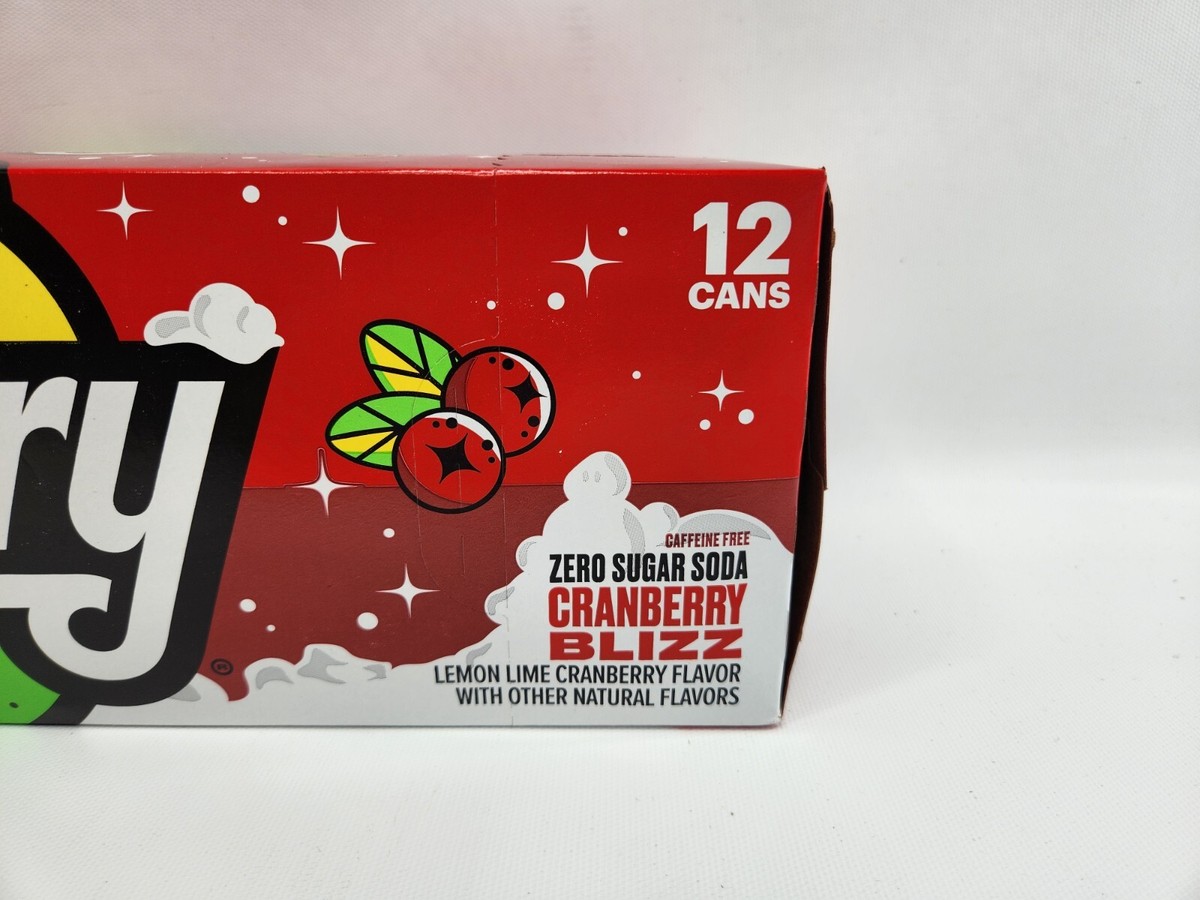 ry
12
CANS
CAFFEINE FREE
ZERO SUGAR SODA
CRANBERRY
BLIZZ
LEMON LIME CRANBERRY FLAVOR
WITH OTHER NATURAL FLAVORS